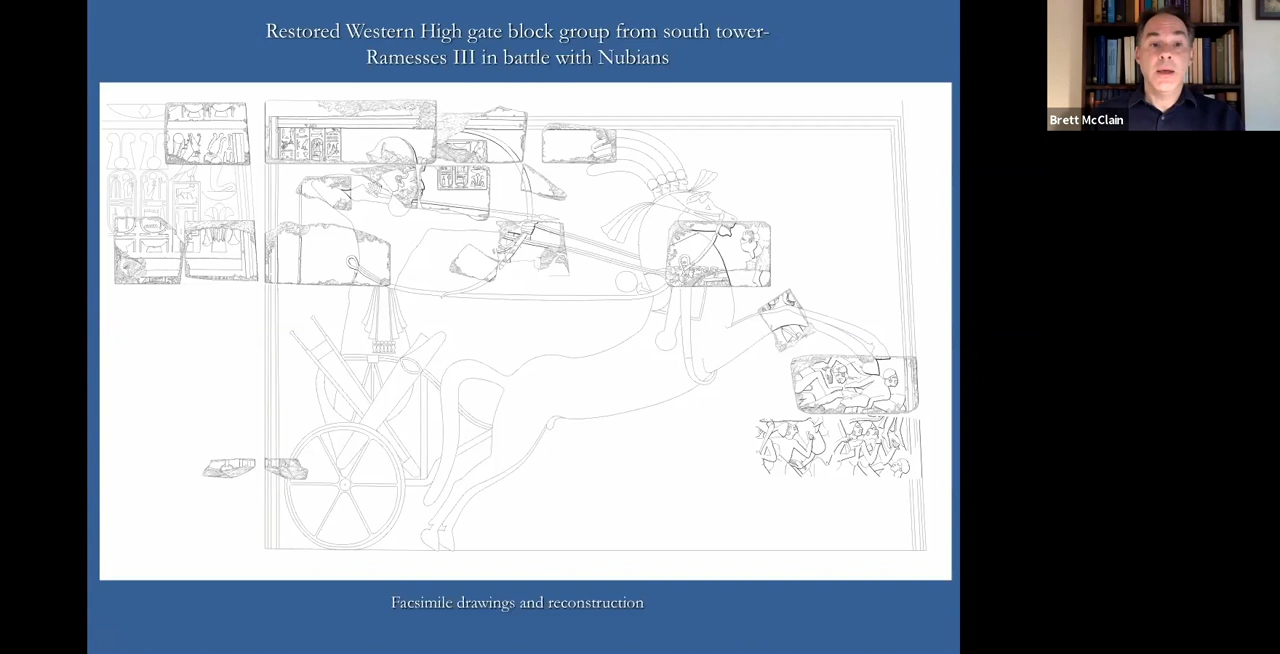 Restored Western High gate block group from south tower-
Ramesses III in battle with Nubians
Brett McClain
Facsimile drawings and reconstruction